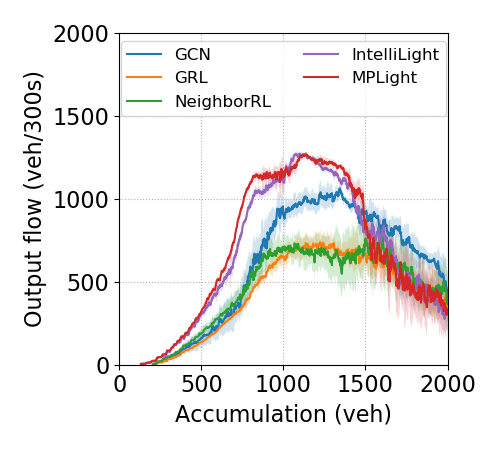 2000
1500
1000
500
0
Output flow (veh/300s)
GCN
GRL
NeighborRL
IntelliLight
MPLight
0 500 1000 1500 2000
Accumulation (veh)